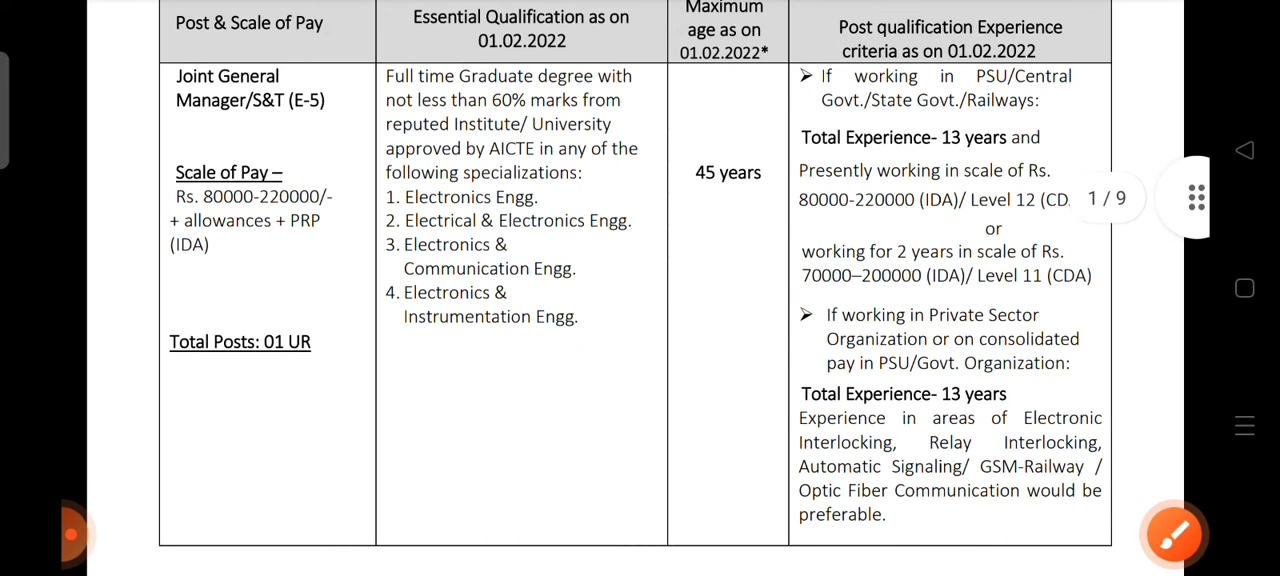 Post & Scale of Pay
Essential Qualification as on
01.02.2022
Maximum
age as on
01.02.2022*
Post qualification Experience
criteria as on 01.02.2022
Joint General
Manager/S&T (E-5)
Scale of Pay –
Rs. 80000-220000/-
+ allowances + PRP
(IDA)
Total Posts: 01 UR
Full time Graduate degree with
not less than 60% marks from
reputed Institute/ University
approved by AICTE in any of the
following specializations:
1. Electronics Engg.
2. Electrical & Electronics Engg.
3. Electronics &
Communication Engg.
4. Electronics &
Instrumentation Engg.
45 years
➢ If working in PSU/Central
Govt./State Govt./Railways:
Total Experience- 13 years and
Presently working in scale of Rs.
80000-220000 (IDA)/ Level 12 (CD
or
working for 2 years in scale of Rs.
70000–200000 (IDA)/ Level 11 (CDA)
➢ If working in Private Sector
Organization or on consolidated
pay in PSU/Govt. Organization:
Total Experience- 13 years
Experience in areas of Electronic
Interlocking, Relay Interlocking,
Automatic Signaling/ GSM-Railway /
Optic Fiber Communication would be
preferable.
1 / 9